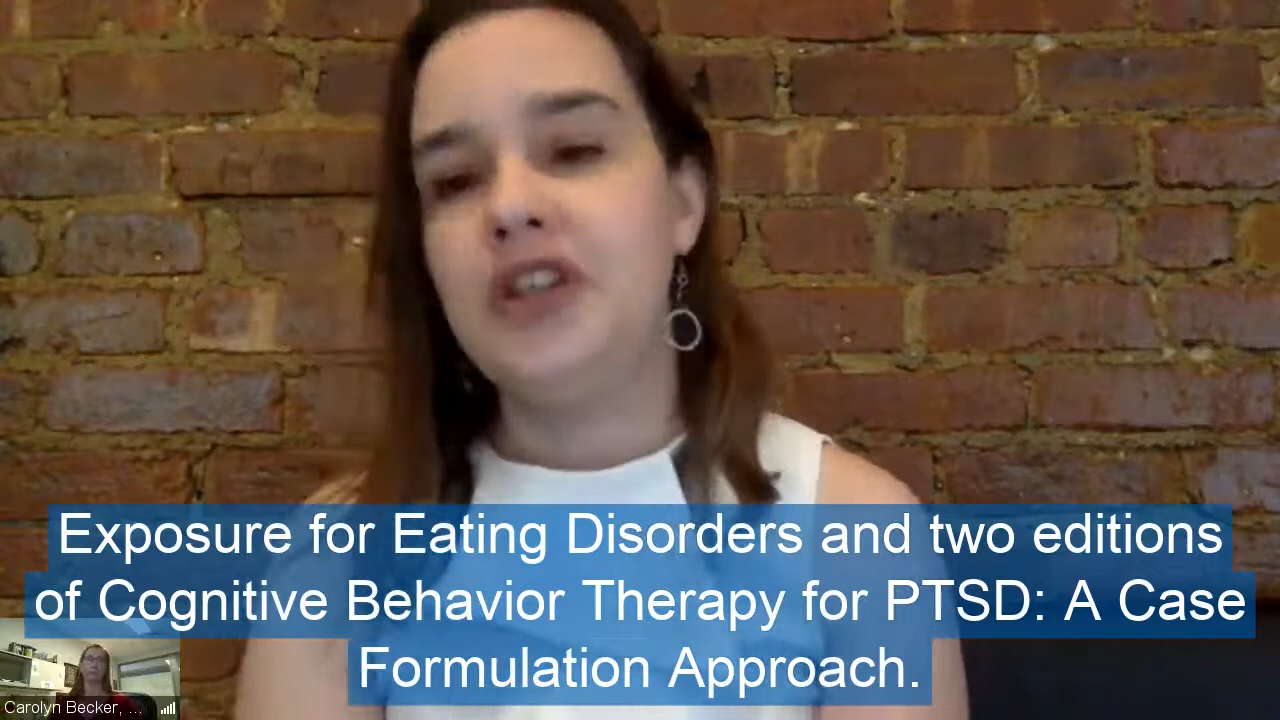 Exposure for Eating Disorders and two editions
of Cognitive Behavior Therapy for PTSD: A Case
Formulation Approach.
Carolyn Becker, ...